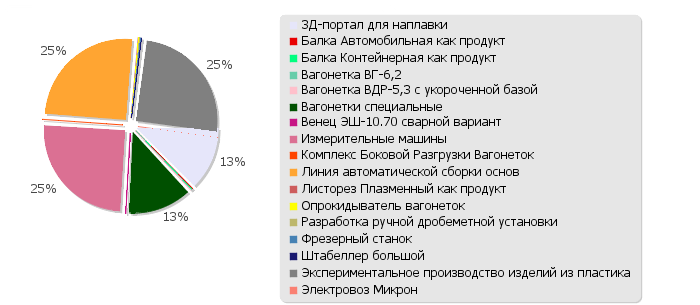 25%
25%
13%
13%
25%
3Д-портал для наплавки
Балка Автомобильная как продукт
Балка Контейнерная как продукт
Вагонетка ВГ-6,2
Вагонетка ВДР-5,3 с укороченной базой
Вагонетки специальные
Венец ЭШ-10.70 сварной вариант
Измерительные машины
Комплекс Боковой Разгрузки Вагонеток
Линия автоматической сборки основ
Листорез Плазменный как продукт
Опрокидыватель вагонеток
Разработка ручной дробеметной установки
Фрезерный станок
Штабеллер большой
Экспериментальное производство изделий из пластика
Электровоз Микрон